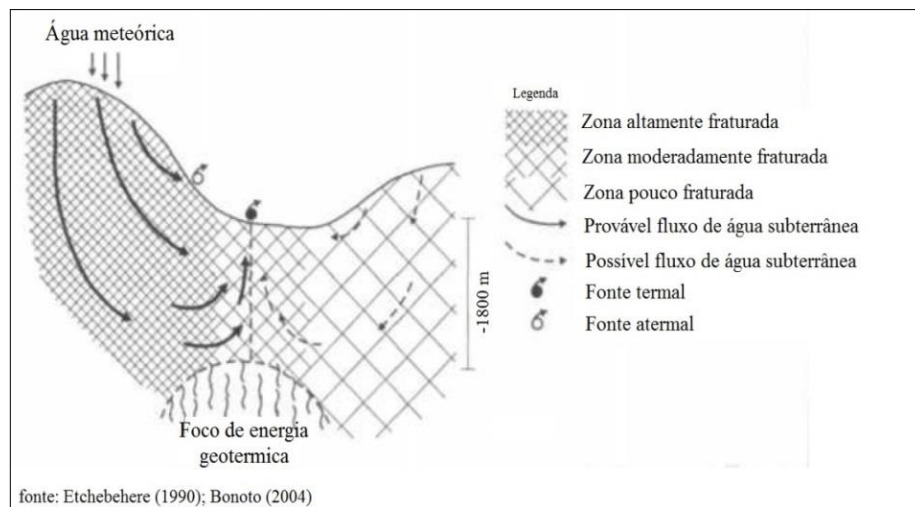 Água meteórica
Legenda
Zona altamente fraturada
Zona moderadamente fraturada
Zona pouco fraturada
Provável fluxo de água subterrânea
Possível fluxo de água subterrânea
Fonte termal
Fonte atermal
-1800 m
Foco de energia
geotermica
fonte: Etchebehere (1990); Bonoto (2004)